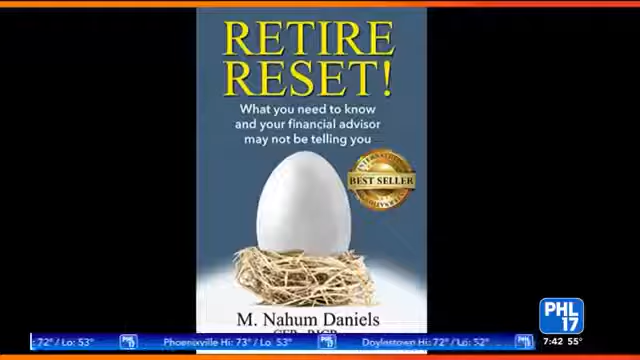 RETIRE
RESET!
What you need to know
and your financial advisor
may not be telling you
BEST SELLER
M. Nahum Daniels
PHL
17
72° / Lo: 53°
Phoenixville Hi: 73° / Lo: 53°
Doylestown Hi: 72° / Lo: 52°
7:42 55°